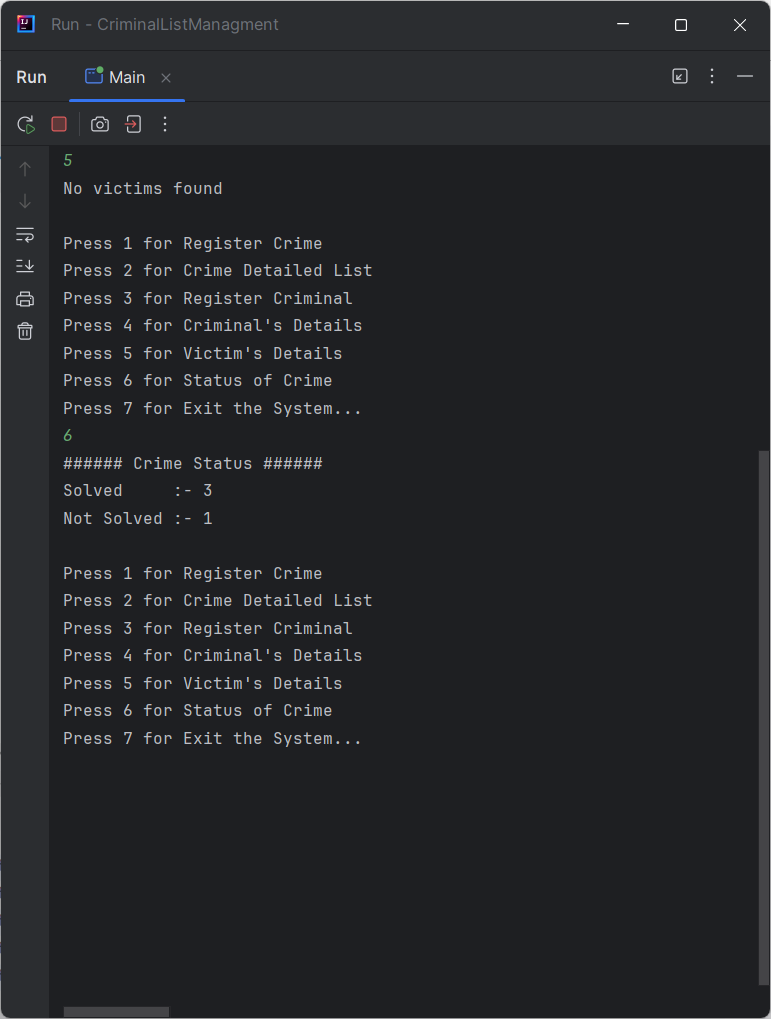 Run - CriminalListManagment
Run Main
5
No victims found
Press 1 for Register Crime
Press 2 for Crime Detailed List
Press 3 for Register Criminal
Press 4 for Criminal's Details
Press 5 for Victim's Details
Press 6 for Status of Crime
Press 7 for Exit the System...
6
###### Crime Status ######
Solved     :- 3
Not Solved :- 1
Press 1 for Register Crime
Press 2 for Crime Detailed List
Press 3 for Register Criminal
Press 4 for Criminal's Details
Press 5 for Victim's Details
Press 6 for Status of Crime
Press 7 for Exit the System...